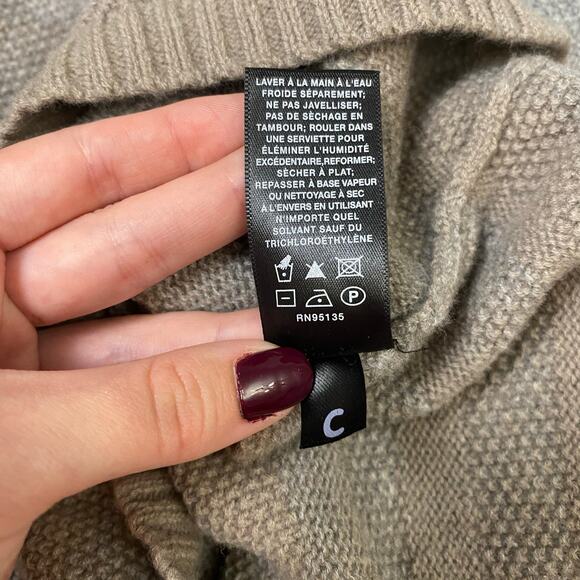 LAVER À LA MAIN À L'EAU
FROIDE SÉPAREMENT;
NE PAS JAVELLISER;
PAS DE SÈCHAGE EN
TAMBOUR; ROULER DANS
UNE SERVIETTE POUR
ÉLEMINER L'HUMIDITÉ
EXCÉDENTAIRE,REFORMER;
SÈCHER À PLAT;
REPASSER À BASE VAPEUR
OU NETTOYAGE À SEC
À L'ENVERS EN UTILISANT
N'IMPORTE QUEL
SOLVANT SAUF DU
TRICHLOROÉTHYLÈNE
P
RN95135
C